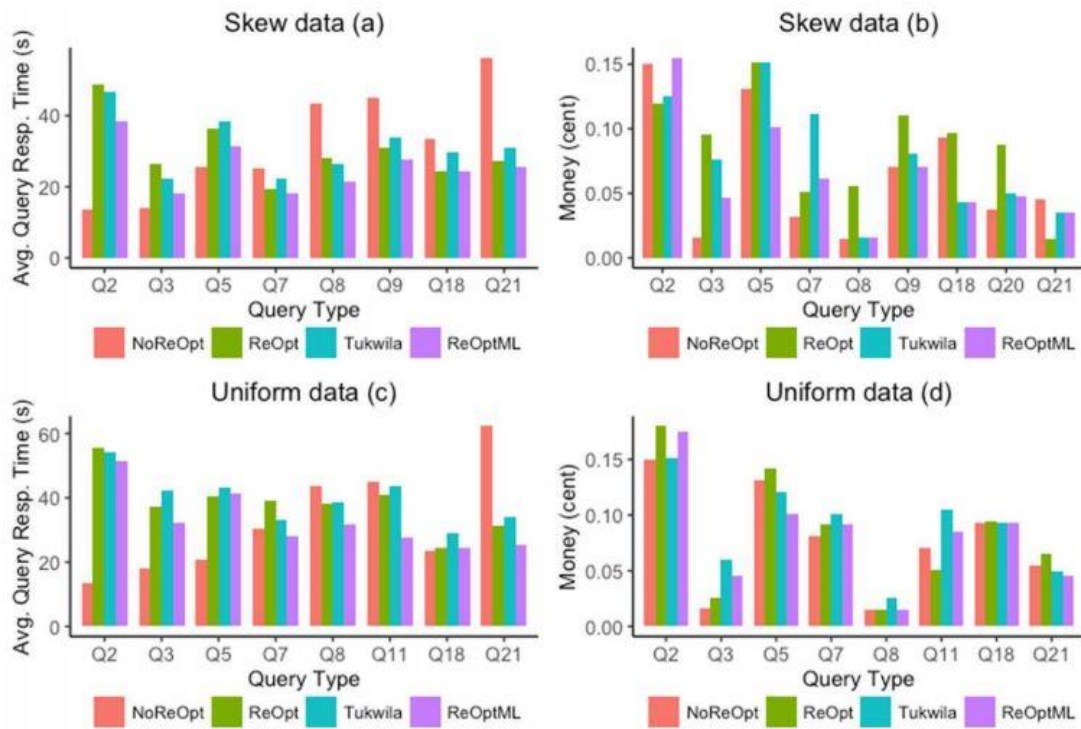 Skew data (a)
Avg. Query Resp. Time (s)
40
20
0
Q2 Q3 Q5 Q7 Q8 Q9 Q18 Q21
Query Type
NoReOpt ReOpt Tukwila ReOptML
Skew data (b)
Money (cent)
0.15
0.10
0.05
0.00
Q2 Q3 Q5 Q7 Q8 Q9 Q18 Q20 Q21
Query Type
NoReOpt ReOpt Tukwila ReOptML
Uniform data (c)
Avg. Query Resp. Time (s)
60
40
20
0
Q2 Q3 Q5 Q7 Q8 Q11 Q18 Q21
Query Type
NoReOpt ReOpt Tukwila ReOptML
Uniform data (d)
Money (cent)
0.15
0.10
0.05
0.00
Q2 Q3 Q5 Q7 Q8 Q11 Q18 Q21
Query Type
NoReOpt ReOpt Tukwila ReOptML